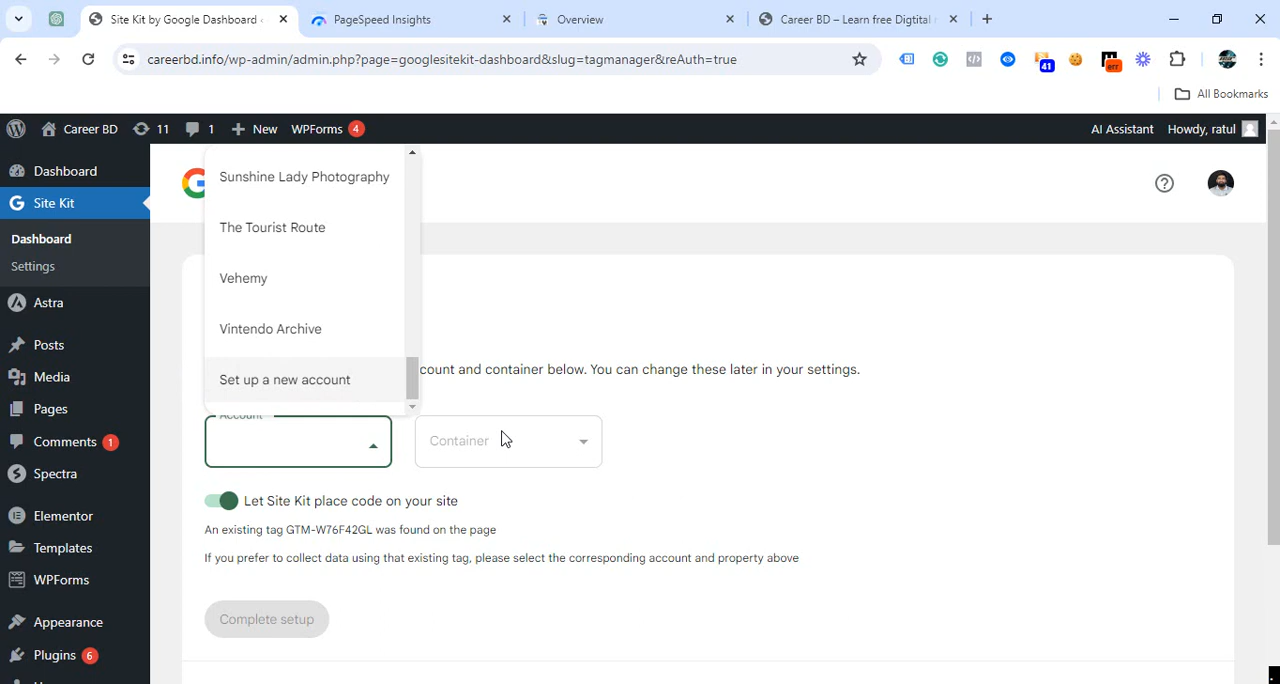 Site Kit by Google Dashboard
PageSpeed Insights
Overview
Career BD – Learn free Digtital
careerbd.info/wp-admin/admin.php?page=googlesitekit-dashboard&slug=tagmanager&reAuth=true
41
err
All Bookmarks
Career BD
11
1
New
WPForms
4
AI Assistant
Howdy, ratul
Dashboard
Site Kit
Dashboard
Settings
Astra
Posts
Media
Pages
Comments 1
Spectra
Elementor
Templates
WPForms
Appearance
Plugins 6
Sunshine Lady Photography
The Tourist Route
Vehemy
Vintendo Archive
Set up a new account
count and container below. You can change these later in your settings.
Account
Container
Let Site Kit place code on your site
An existing tag GTM-W76F42GL was found on the page
If you prefer to collect data using that existing tag, please select the corresponding account and property above
Complete setup